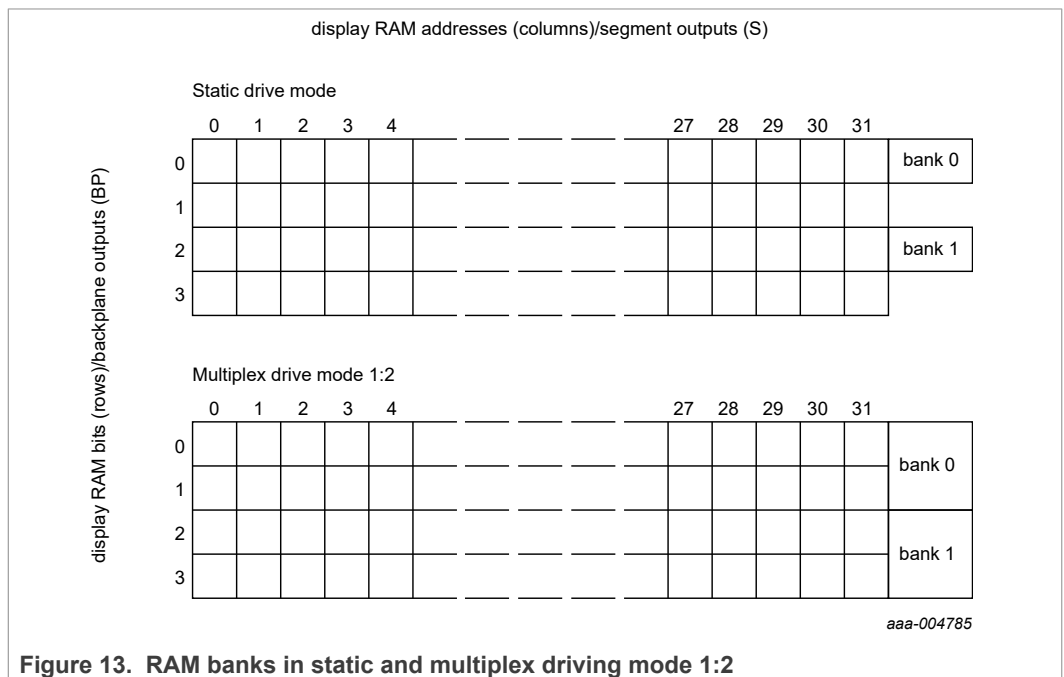 display RAM addresses (columns)/segment outputs (S)
display RAM bits (rows)/backplane outputs (BP)
Static drive mode
0 1 2 3 4 27 28 29 30 31
0 bank 0
1
2 bank 1
3
Multiplex drive mode 1:2
0 1 2 3 4 27 28 29 30 31
0
bank 0
1
2
bank 1
3
aaa-004785
Figure 13. RAM banks in static and multiplex driving mode 1:2